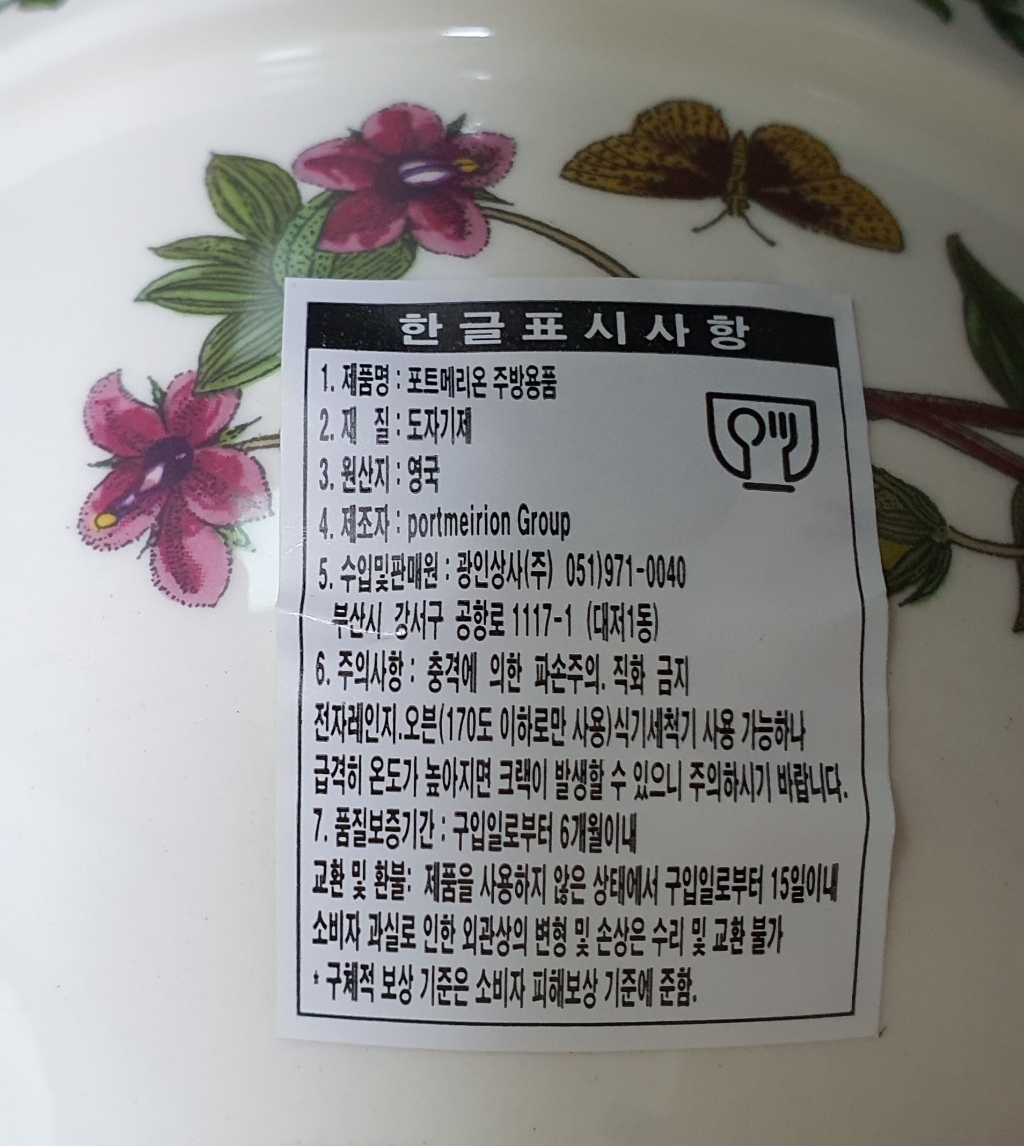 한글표시사항
1. 제품명 : 포트메리온 주방용품
2. 재 질 : 도자기제
3. 원산지 : 영국
4. 제조자 : portmeirion Group
5. 수입및판매원 : 광인상사(주) 051)971-0040
부산시 강서구 공항로 1117-1 (대저1동)
6. 주의사항 : 충격에 의한 파손주의. 직화 금지
전자레인지.오븐(170도 이하로만 사용)식기세척기 사용 가능하나
급격히 온도가 높아지면 크랙이 발생할 수 있으니 주의하시기 바랍니다.
7. 품질보증기간 : 구입일로부터 6개월이내
교환 및 환불: 제품을 사용하지 않은 상태에서 구입일로부터 15일이내
소비자 과실로 인한 외관상의 변형 및 손상은 수리 및 교환 불가
* 구체적 보상 기준은 소비자 피해보상 기준에 준함.